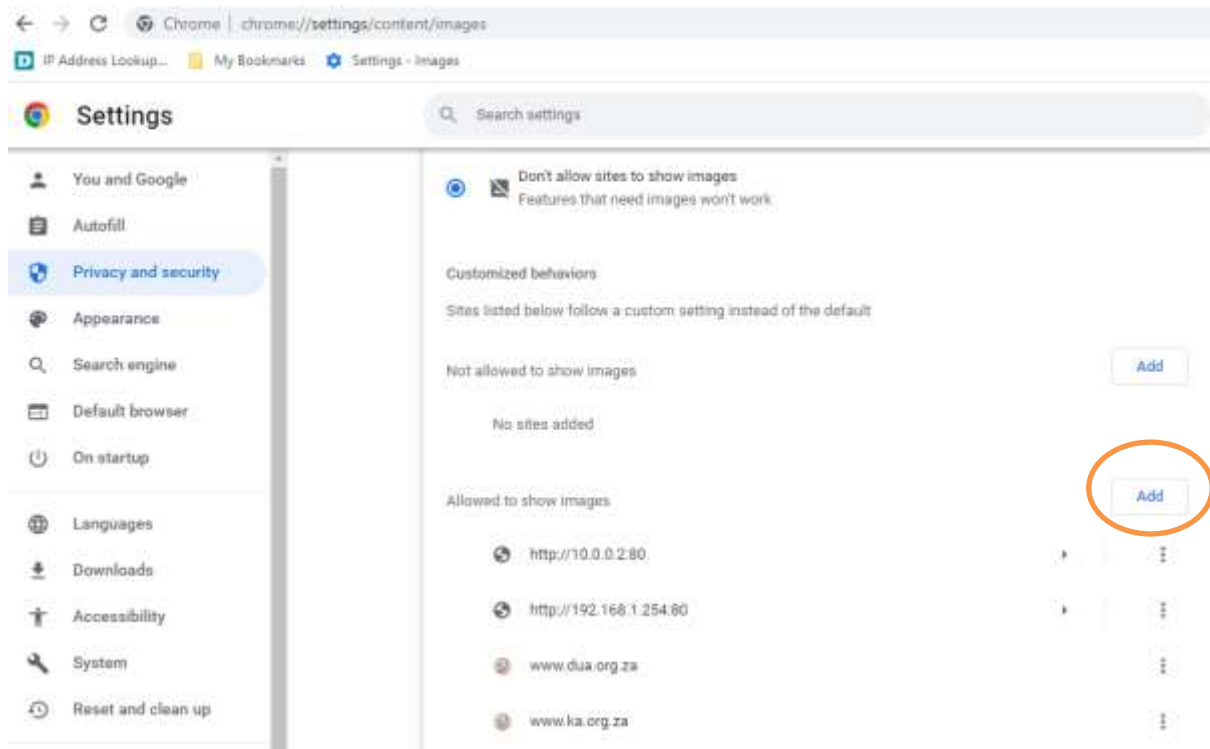 Chrome | chrome://settings/content/images
IP Address Lookup... My Bookmarks Settings - Images
Settings
Search settings
You and Google
Autofill
Privacy and security
Appearance
Search engine
Default browser
On startup
Languages
Downloads
Accessibility
System
Reset and clean up
Don't allow sites to show images
Features that need images won't work
Customized behaviors
Sites listed below follow a custom setting instead of the default
Not allowed to show images
Add
No sites added
Allowed to show images
Add
http://10.0.0.2:80
http://192.168.1.254:80
www.dua.org.za
www.ka.org.za